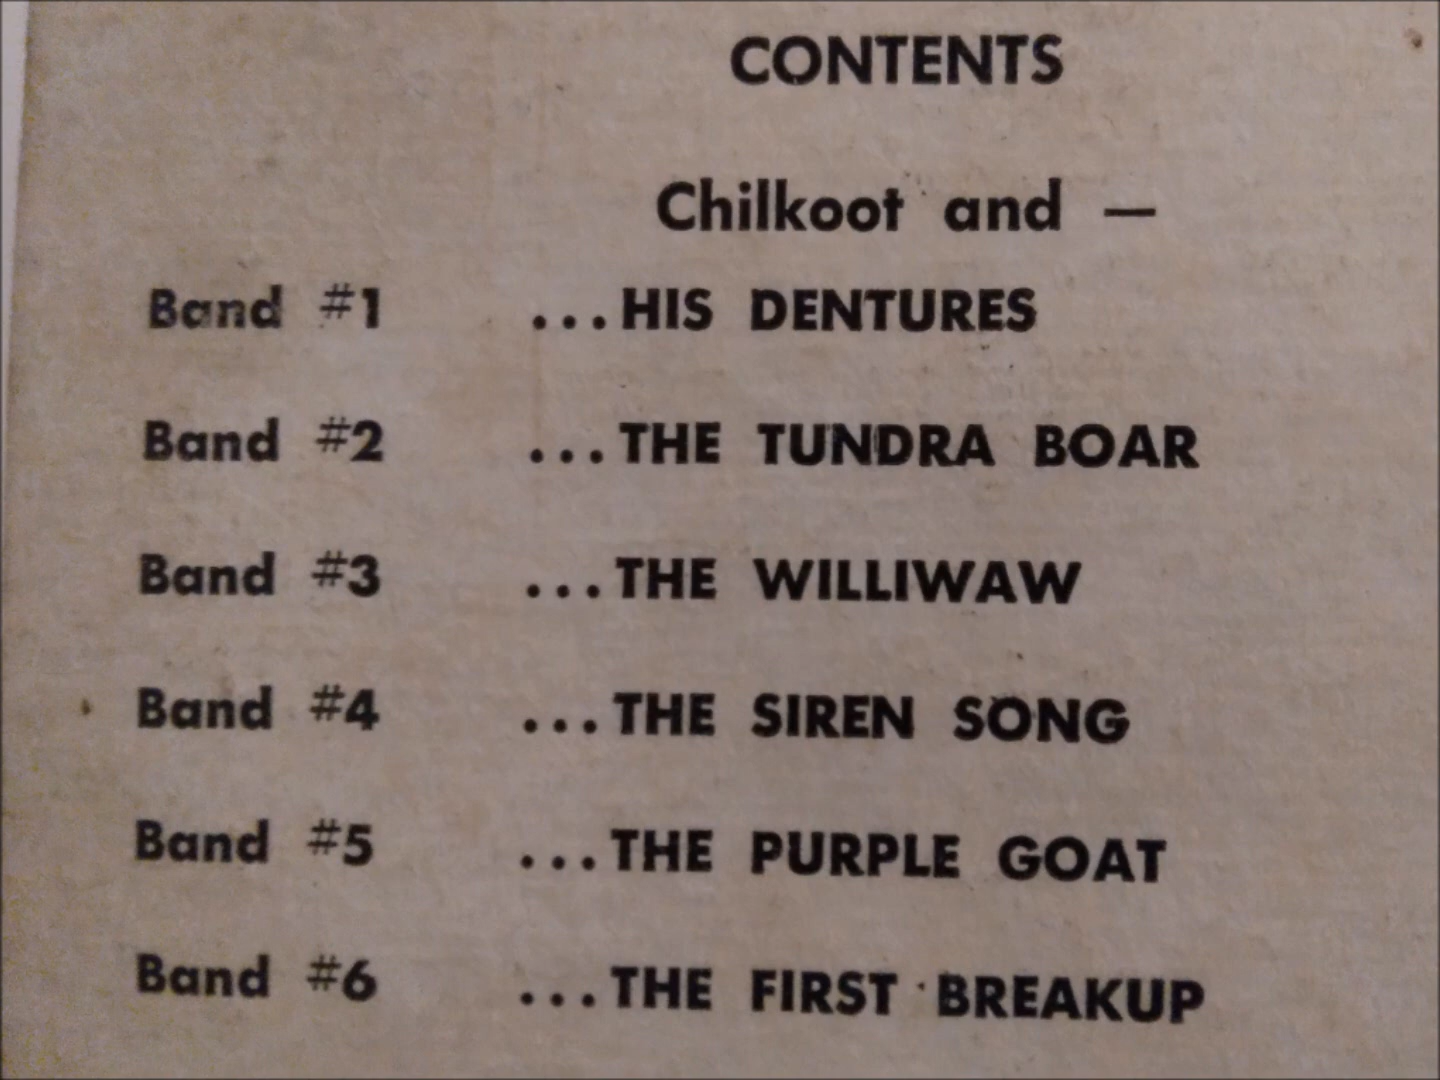 CONTENTS
Chilkoot and —
Band #1 ...HIS DENTURES
Band #2 ...THE TUNDRA BOAR
Band #3 ...THE WILLIWAW
Band #4 ...THE SIREN SONG
Band #5 ...THE PURPLE GOAT
Band #6 ...THE FIRST BREAKUP